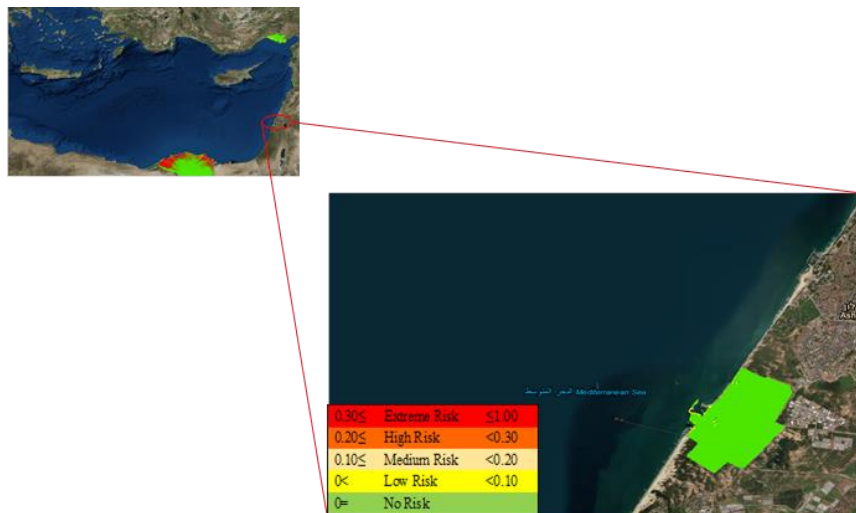 البحر المتوسط Mediterranean Sea
0.30≤ Extreme Risk ≤1.00
0.20≤ High Risk <0.30
0.10≤ Medium Risk <0.20
0< Low Risk <0.10
0= No Risk